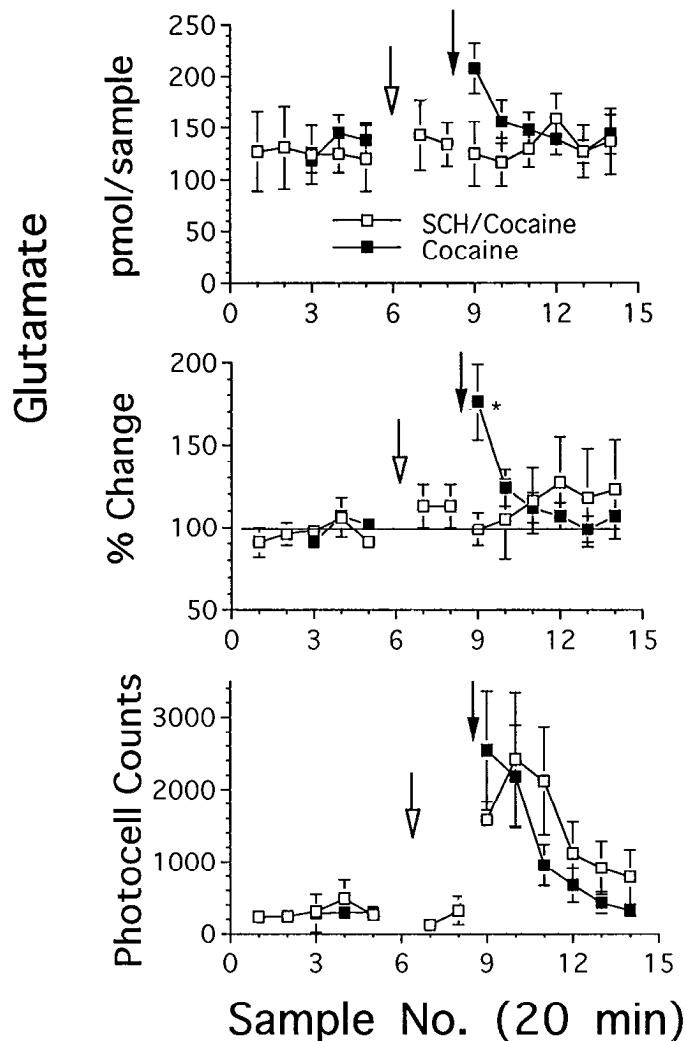 Glutamate
pmol/sample
250
200
150
100
50
0
SCH/Cocaine
Cocaine
0 3 6 9 12 15
% Change
200
150
100
50
*
0 3 6 9 12 15
Photocell Counts
3000
2000
1000
0
0 3 6 9 12 15
Sample No. (20 min)